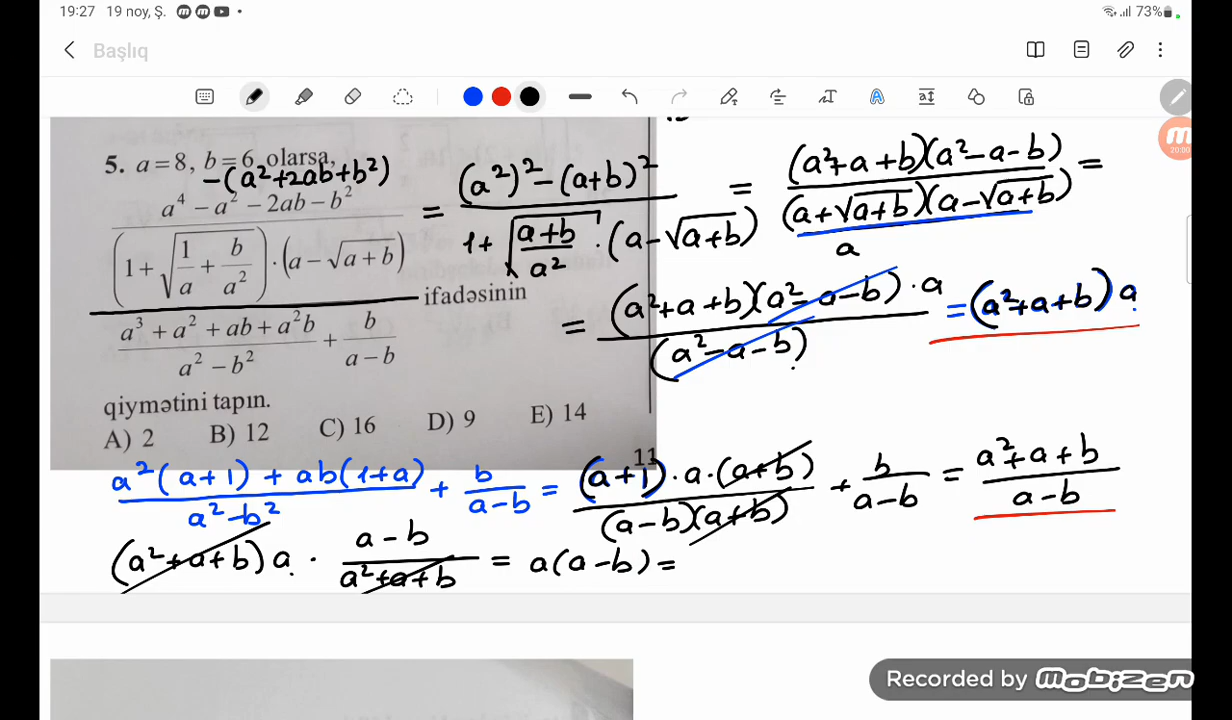 19:27 19 noy, Ş. 73%
Başlıq
5. a = 8, b = 6 olarsa,
-(a²+2ab+b²)
a⁴ − a² − 2ab − b²
(1 + √(1/a + b/a²)) · (a − √(a + b))
(a³ + a² + ab + a²b)/(a² − b²) + b/(a − b)
ifadəsinin
qiymətini tapın.
A) 2 B) 12 C) 16 D) 9 E) 14
11
= ((a²)² − (a+b)²)/(1 + √((a+b)/a²) · (a − √(a+b))) = ((a²+a+b)(a²−a−b))/(((a+√(a+b))(a−√(a+b)))/a) =
= ((a²+a+b)(a²−a−b)·a)/(a²−a−b) = (a²+a+b)a
(a²(a+1) + ab(1+a))/(a²−b²) + b/(a−b) = ((a+1)·a·(a+b))/((a−b)(a+b)) + b/(a−b) = (a²+a+b)/(a−b)
(a²+a+b)a · (a−b)/(a²+a+b) = a(a−b) =
Recorded by mobizen
20:00